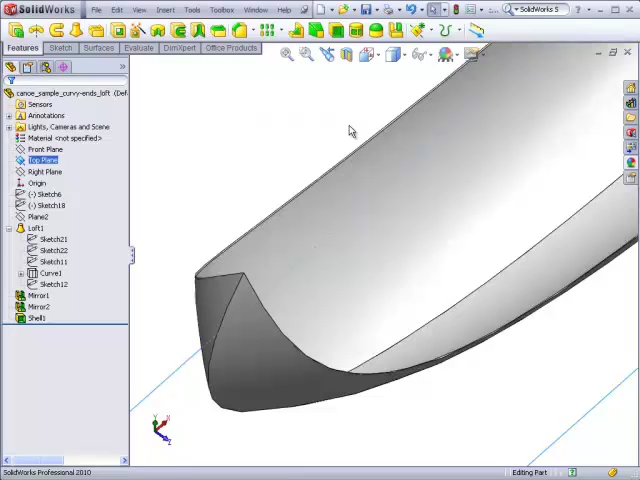 SolidWorks File Edit View Insert Tools Window Help SolidWorks S
Features Sketch Surfaces Evaluate DimXpert Office Products
canoe_sample_curvy-ends_loft (Def
Sensors
Annotations
Lights, Cameras and Scene
Material <not specified>
Front Plane
Top Plane
Right Plane
Origin
(-) Sketch6
(-) Sketch18
Plane2
Loft1
Sketch21
Sketch22
Sketch11
Curve1
Sketch12
Mirror1
Mirror2
Shell1
Y X Z
SolidWorks Professional 2010 Editing Part